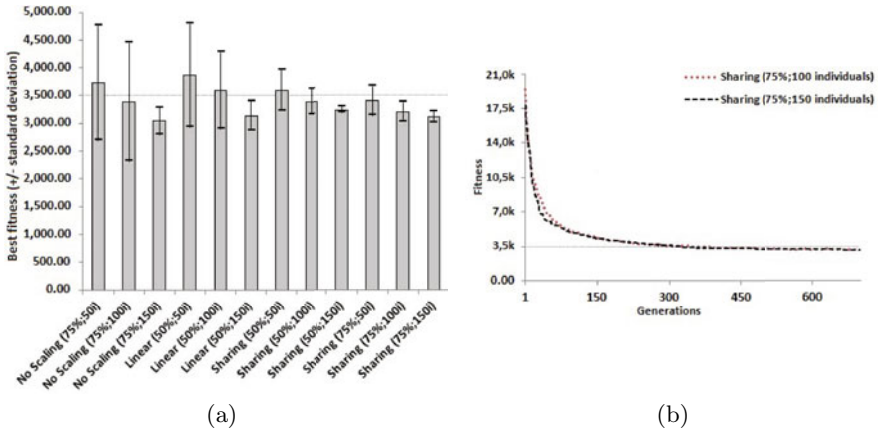 5,000.00
4,500.00
4,000.00
3,500.00
3,000.00
2,500.00
2,000.00
1,500.00
1,000.00
500.00
0.00
Best fitness (+/- standard deviation)
No Scaling (75%;50i)
No Scaling (75%;100i)
No Scaling (75%;150i)
Linear (50%;50i)
Linear (50%;100i)
Linear (50%;150i)
Sharing (50%;50i)
Sharing (50%;100i)
Sharing (50%;150i)
Sharing (75%;50i)
Sharing (75%;100i)
Sharing (75%;150i)
(a)
21,0k
17,5k
14,0k
10,5k
7,0k
3,5k
0.00
Fitness
Sharing (75%;100 individuals)
Sharing (75%;150 individuals)
1
150
300
450
600
Generations
(b)